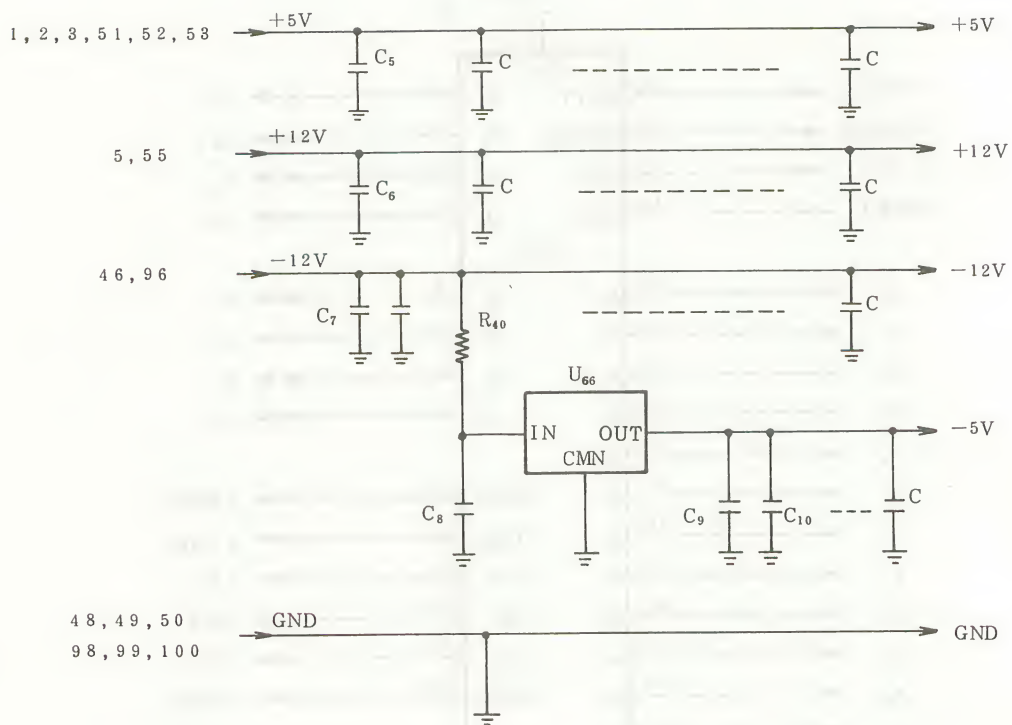 1,2,3,51,52,53 +5V +5V
C5 C C
5,55 +12V +12V
C6 C C
46,96 -12V -12V
C7 C
R40
U66
IN OUT -5V
CMN
C8 C9 C10 C
48,49,50 GND GND
98,99,100